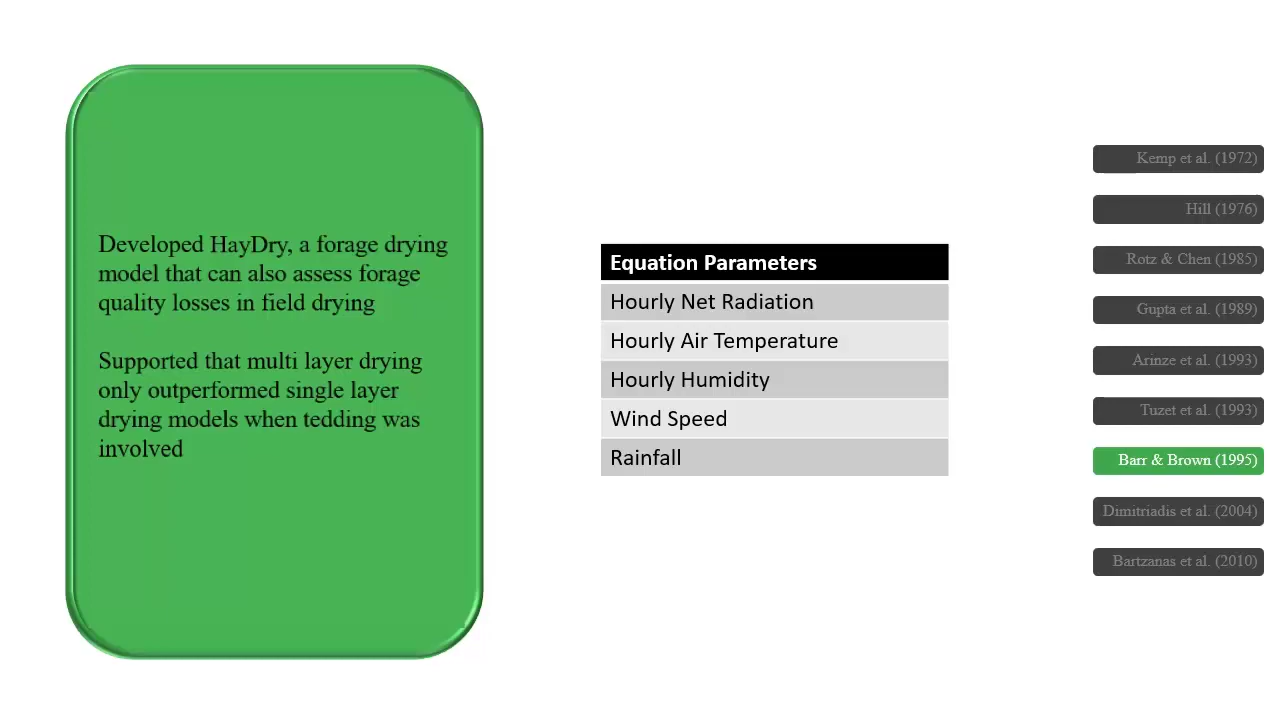 Developed HayDry, a forage drying
model that can also assess forage
quality losses in field drying
Supported that multi layer drying
only outperformed single layer
drying models when tedding was
involved
Equation Parameters
Hourly Net Radiation
Hourly Air Temperature
Hourly Humidity
Wind Speed
Rainfall
Kemp et al. (1972)
Hill (1976)
Rotz & Chen (1985)
Gupta et al. (1989)
Arinze et al. (1993)
Tuzet et al. (1993)
Barr & Brown (1995)
Dimitriadis et al. (2004)
Bartzanas et al. (2010)